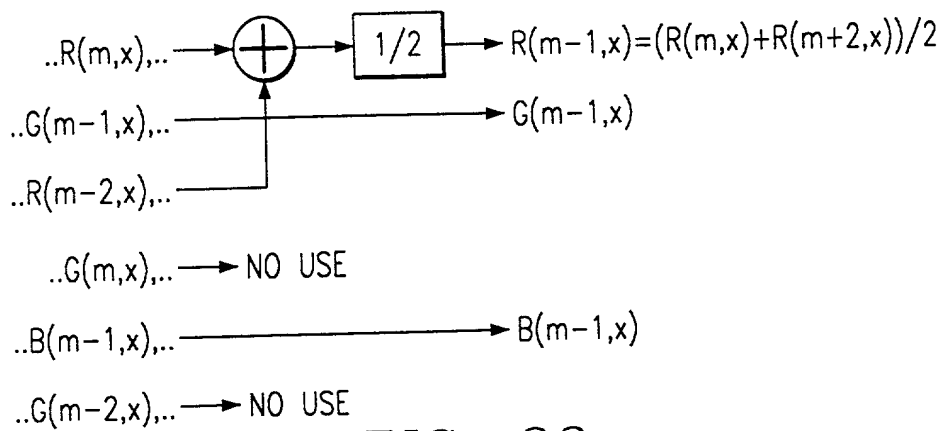 ..R(m,x),.. 1/2 R(m−1,x)=(R(m,x)+R(m+2,x))/2
..G(m−1,x),.. G(m−1,x)
..R(m−2,x),..
..G(m,x),.. NO USE
..B(m−1,x),.. B(m−1,x)
..G(m−2,x),.. NO USE